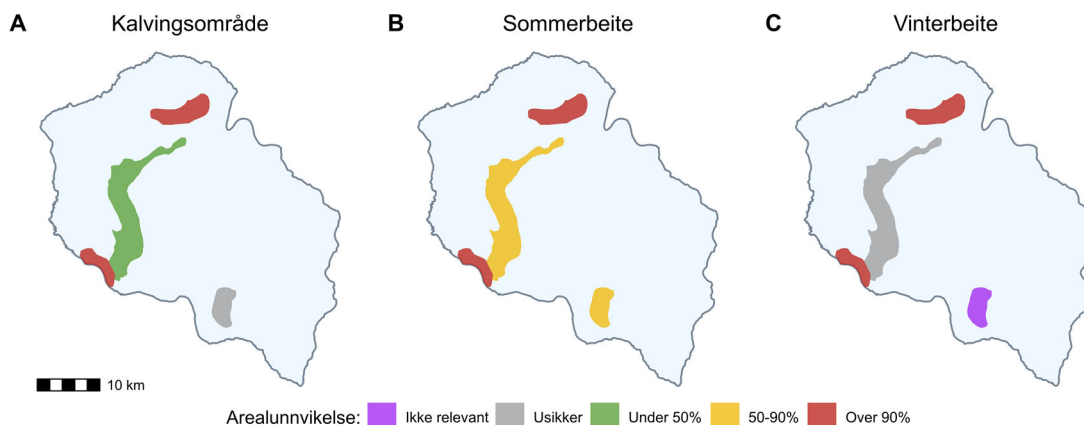 A Kalvingsområde
B Sommerbeite
C Vinterbeite
10 km
Arealunnvikelse: Ikke relevant Usikker Under 50% 50-90% Over 90%